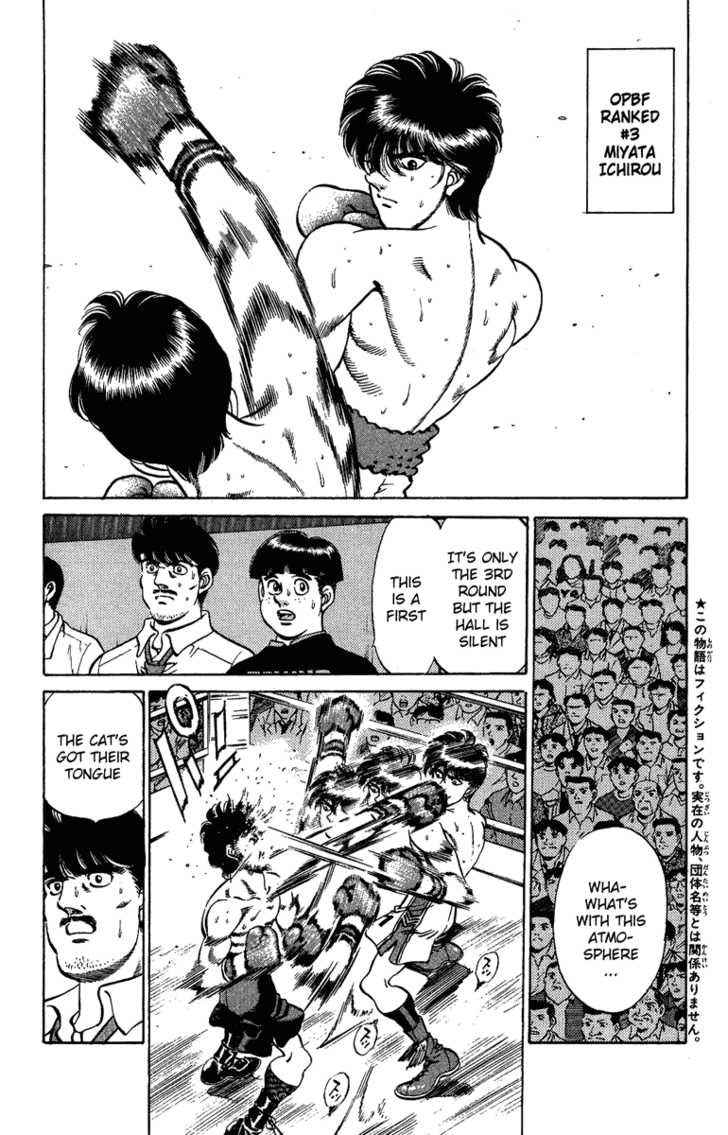 OPBF
RANKED
#3
MIYATA
ICHIROU
IT'S ONLY
THE 3RD
ROUND
BUT THE
HALL IS
SILENT
THIS
IS A
FIRST
WHA-
WHAT'S
WITH THIS
ATMO-
SPHERE
...
THE CAT'S
GOT THEIR
TONGUE
★この物語はフィクションです。実在の人物、団体名等とは関係ありません。